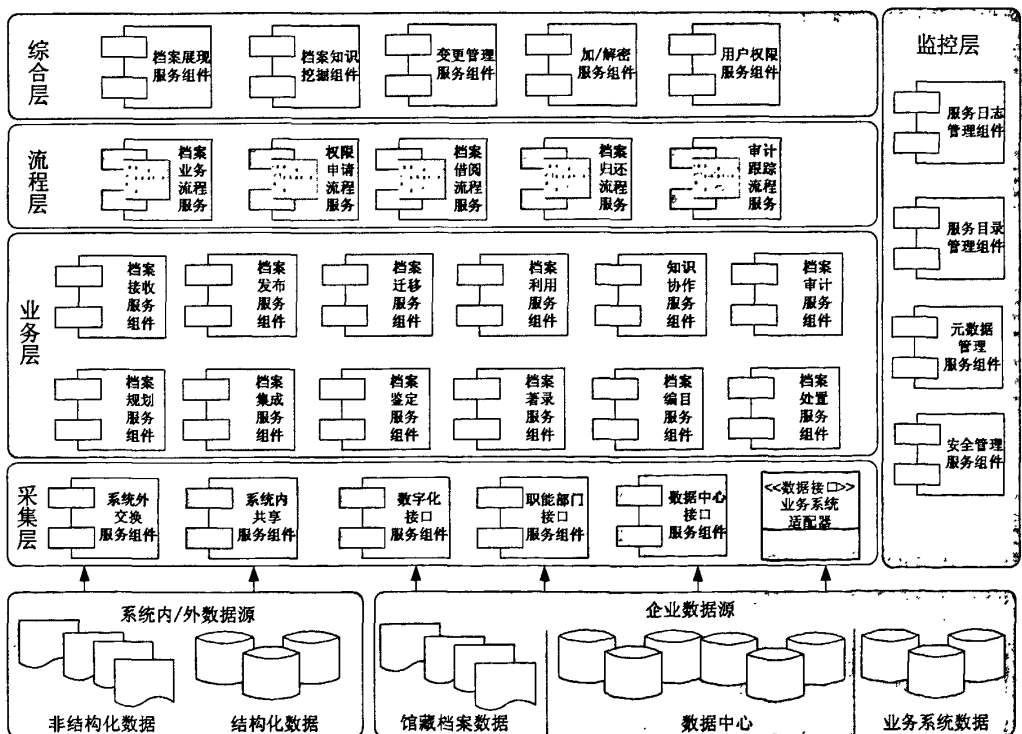 综合层
档案展现
服务组件
档案知识
挖掘组件
变更管理
服务组件
加/解密
服务组件
用户权限
服务组件
流程层
档案
业务
流程
服务
权限
申请
流程
服务
档案
借阅
流程
服务
档案
归还
流程
服务
审计
跟踪
流程
服务
业务层
档案
接收
服务
组件
档案
发布
服务
组件
档案
迁移
服务
组件
档案
利用
服务
组件
知识
协作
服务
组件
档案
审计
服务
组件
档案
规划
服务
组件
档案
集成
服务
组件
档案
鉴定
服务
组件
档案
著录
服务
组件
档案
编目
服务
组件
档案
处置
服务
组件
采集层
系统外
交换
服务组件
系统内
共享
服务组件
数字化
接口
服务组件
职能部门
接口
服务组件
数据中心
接口
服务组件
<<数据接口>>
业务系统
适配器
监控层
服务日志
管理组件
服务目录
管理组件
元数据
管理
服务组件
安全管理
服务组件
系统内/外数据源
非结构化数据
结构化数据
企业数据源
馆藏档案数据
数据中心
业务系统数据